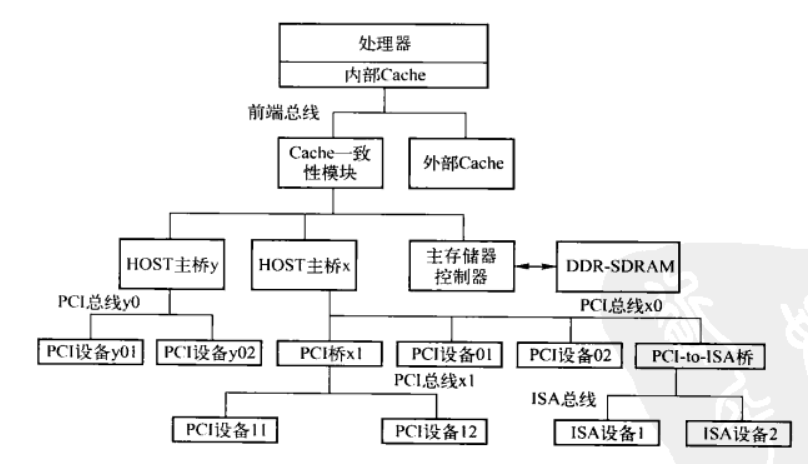 处理器
内部Cache
前端总线
Cache一致
性模块
外部Cache
HOST主桥y
HOST主桥x
主存储器
控制器
DDR-SDRAM
PCI总线y0
PCI总线x0
PCI设备y01
PCI设备y02
PCI桥x1
PCI设备01
PCI设备02
PCI-to-ISA桥
PCI总线x1
ISA总线
PCI设备11
PCI设备12
ISA设备1
ISA设备2